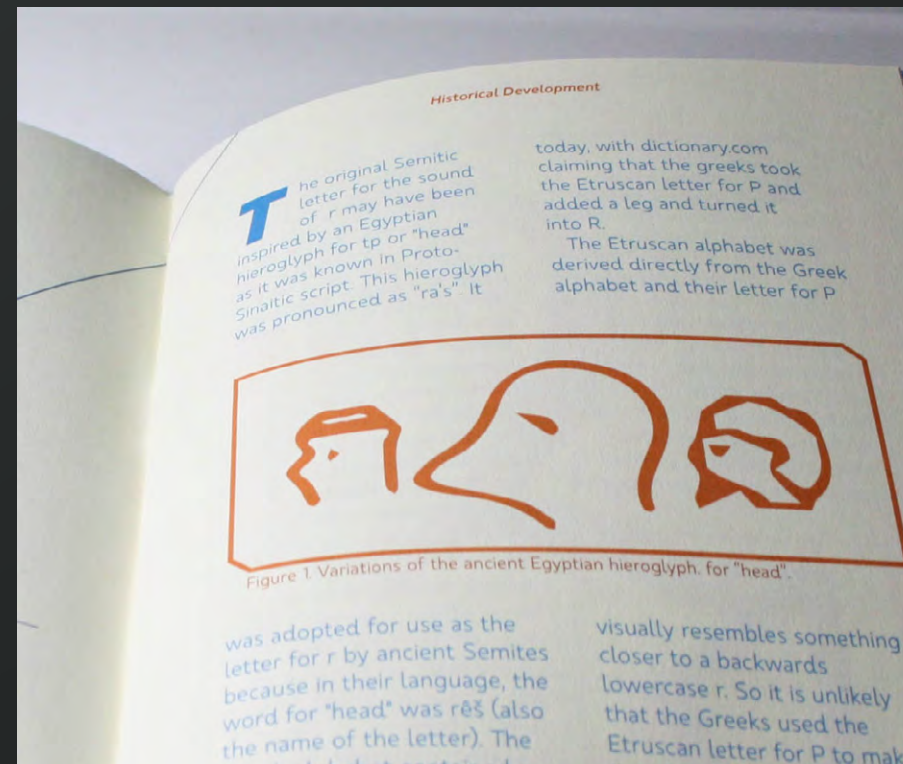 Historical Development
The original Semitic
letter for the sound
of r may have been
inspired by an Egyptian
hieroglyph for tp or "head"
as it was known in Proto-
Sinaitic script. This hieroglyph
was pronounced as "ra's". It
today, with dictionary.com
claiming that the greeks took
the Etruscan letter for P and
added a leg and turned it
into R.
The Etruscan alphabet was
derived directly from the Greek
alphabet and their letter for P
Figure 1. Variations of the ancient Egyptian hieroglyph. for "head".
was adopted for use as the
letter for r by ancient Semites
because in their language, the
word for "head" was rêš (also
the name of the letter). The
visually resembles something
closer to a backwards
lowercase r. So it is unlikely
that the Greeks used the
Etruscan letter for P to mak